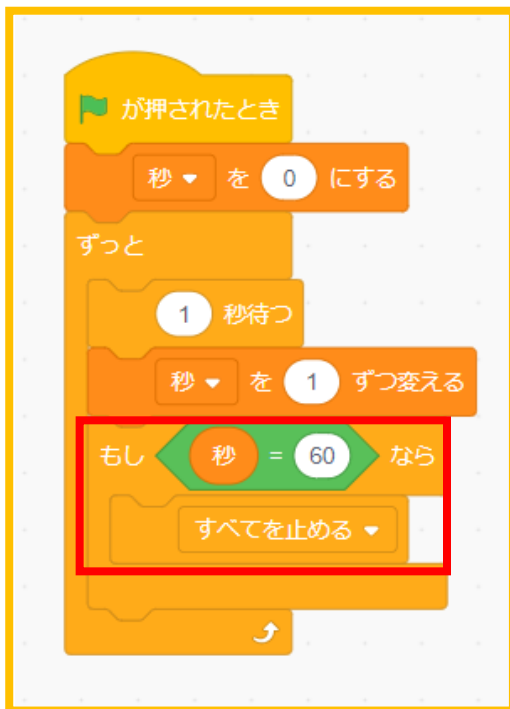 が押されたとき
秒 を 0 にする
ずっと
1 秒待つ
秒 を 1 ずつ変える
もし 秒 = 60 なら
すべてを止める